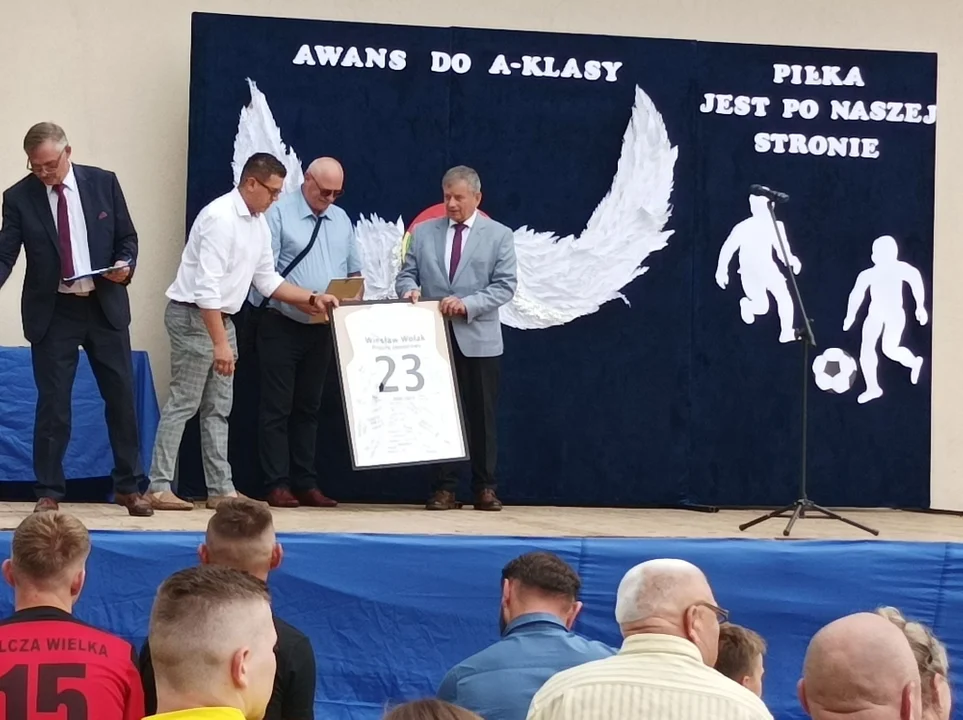 AWANS DO A-KLASY
PIŁKA
JEST PO NASZEJ
STRONIE
Wiesław Wolak
23
LCZA WIELKA
15